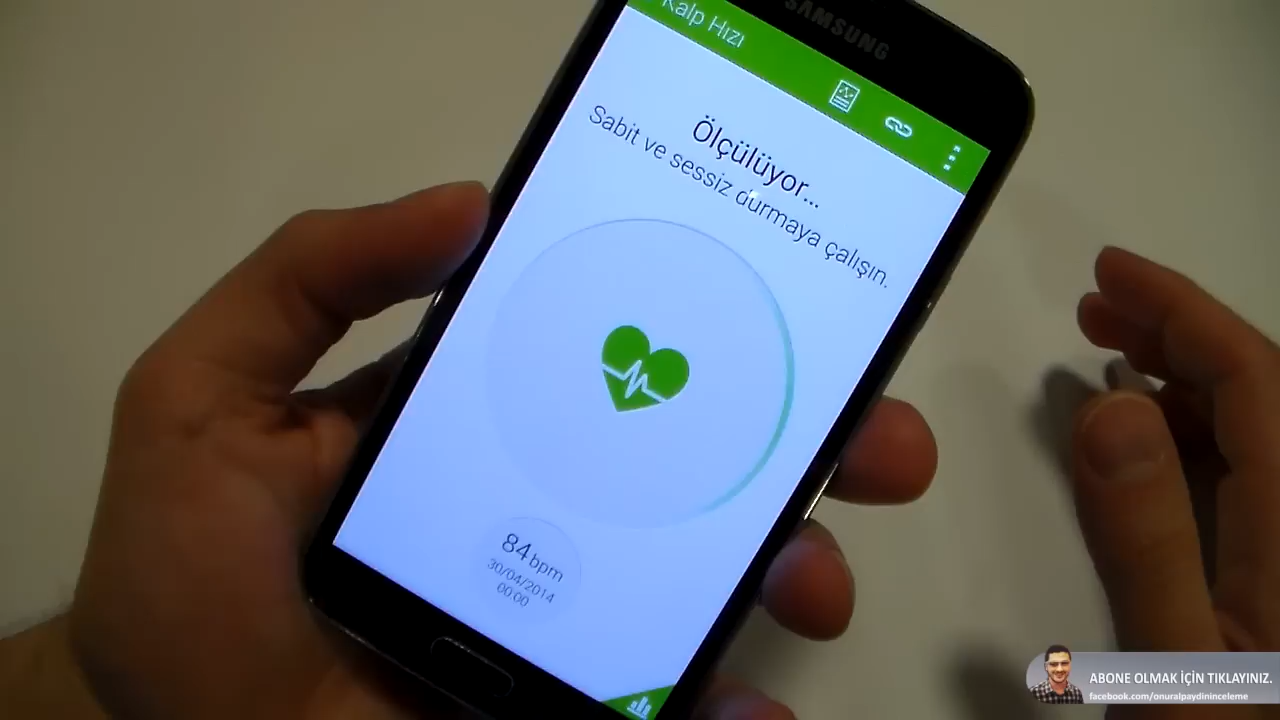 SAMSUNG
Kalp Hızı
Ölçülüyor...
Sabit ve sessiz durmaya çalışın.
84 bpm
30/04/2014
00:00
ABONE OLMAK İÇİN TIKLAYINIZ.
facebook.com/onuralpaydininceleme